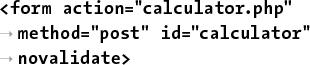 <form action="calculator.php"
→ method="post" id="calculator"
→ novalidate>